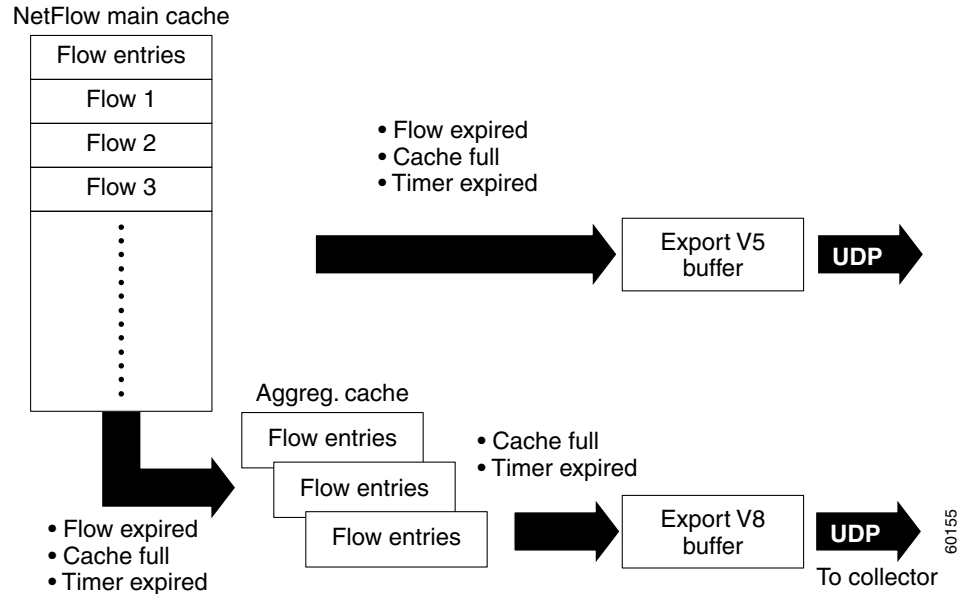 NetFlow main cache
Flow entries
Flow 1
Flow 2
Flow 3
• Flow expired
• Cache full
• Timer expired
Export V5
buffer
UDP
Aggreg. cache
Flow entries
Flow entries
Flow entries
• Flow expired
• Cache full
• Timer expired
• Cache full
• Timer expired
Export V8
buffer
UDP
To collector
60155